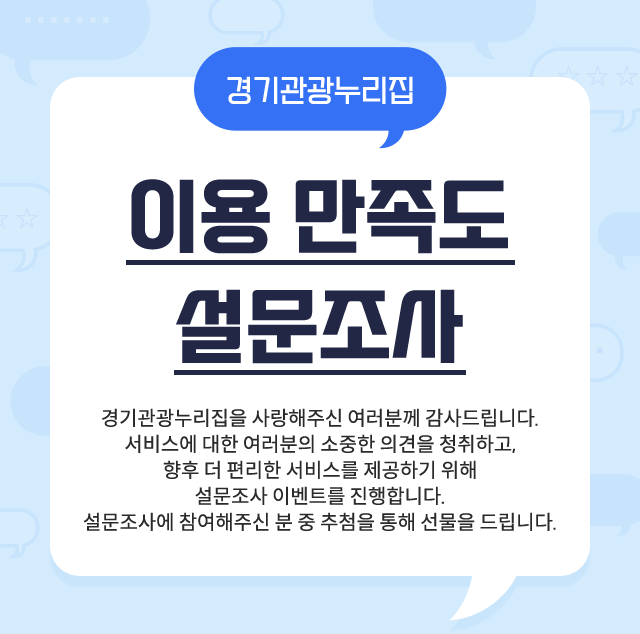 경기관광누리집
이용 만족도
설문조사
경기관광누리집을 사랑해주신 여러분께 감사드립니다.
서비스에 대한 여러분의 소중한 의견을 청취하고,
향후 더 편리한 서비스를 제공하기 위해
설문조사 이벤트를 진행합니다.
설문조사에 참여해주신 분 중 추첨을 통해 선물을 드립니다.